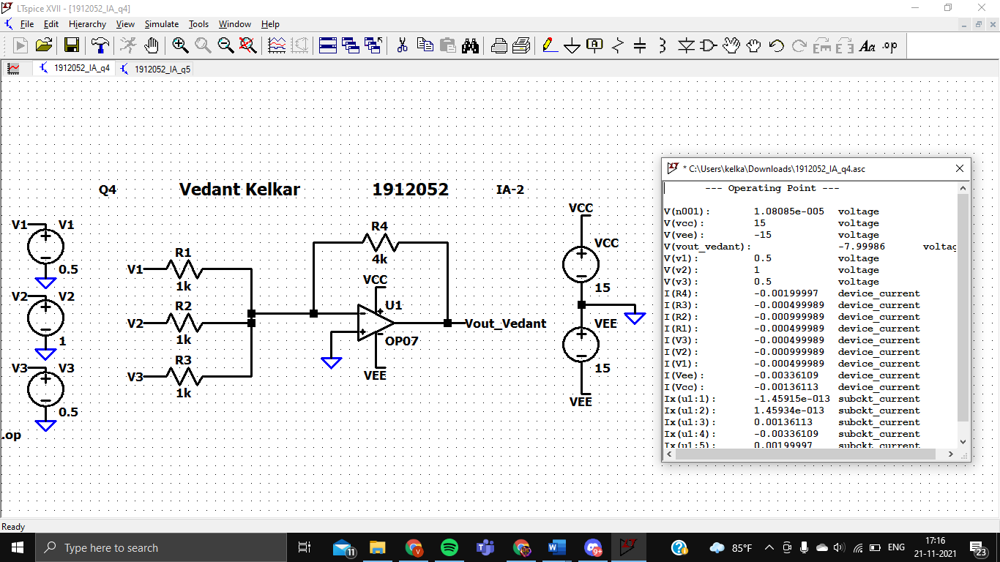 LTspice XVII - [1912052_IA_q4]
File Edit Hierarchy View Simulate Tools Window Help
.op
1912052_IA_q4 1912052_IA_q5
Q4 Vedant Kelkar 1912052 IA-2
V1 V1
0.5
V2 V2
1
V3 V3
0.5
.op
R1
V1
1k
R2
V2
1k
R3
V3
1k
R4
4k
VCC
U1
OP07
VEE
Vout_Vedant
VCC
VCC
15
VEE
15
VEE
* C:\Users\kelka\Downloads\1912052_IA_q4.asc
--- Operating Point ---
V(n001): 1.08085e-005 voltage
V(vcc): 15 voltage
V(vee): -15 voltage
V(vout_vedant): -7.99986 voltag
V(v1): 0.5 voltage
V(v2): 1 voltage
V(v3): 0.5 voltage
I(R4): -0.00199997 device_current
I(R3): -0.000499989 device_current
I(R2): -0.000999989 device_current
I(R1): -0.000499989 device_current
I(V3): -0.000499989 device_current
I(V2): -0.000999989 device_current
I(V1): -0.000499989 device_current
I(Vee): -0.00336109 device_current
I(Vcc): -0.00136113 device_current
Ix(u1:1): -1.45915e-013 subckt_current
Ix(u1:2): 1.45934e-013 subckt_current
Ix(u1:3): 0.00136113 subckt_current
Ix(u1:4): -0.00336109 subckt_current
Ix(u1:5): 0.00199997 subckt_current
Ready
Type here to search
11
9+
85°F
ENG
17:16
21-11-2021
23